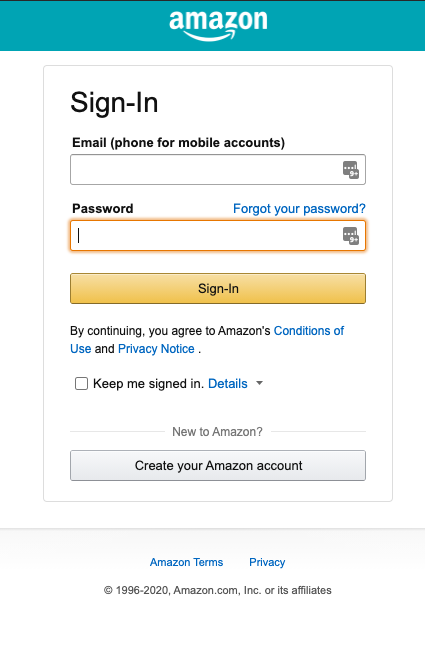 amazon
Sign-In
Email (phone for mobile accounts)
9+
Password Forgot your password?
9+
Sign-In
By continuing, you agree to Amazon's Conditions of
Use and Privacy Notice .
Keep me signed in. Details
New to Amazon?
Create your Amazon account
Amazon Terms Privacy
© 1996-2020, Amazon.com, Inc. or its affiliates